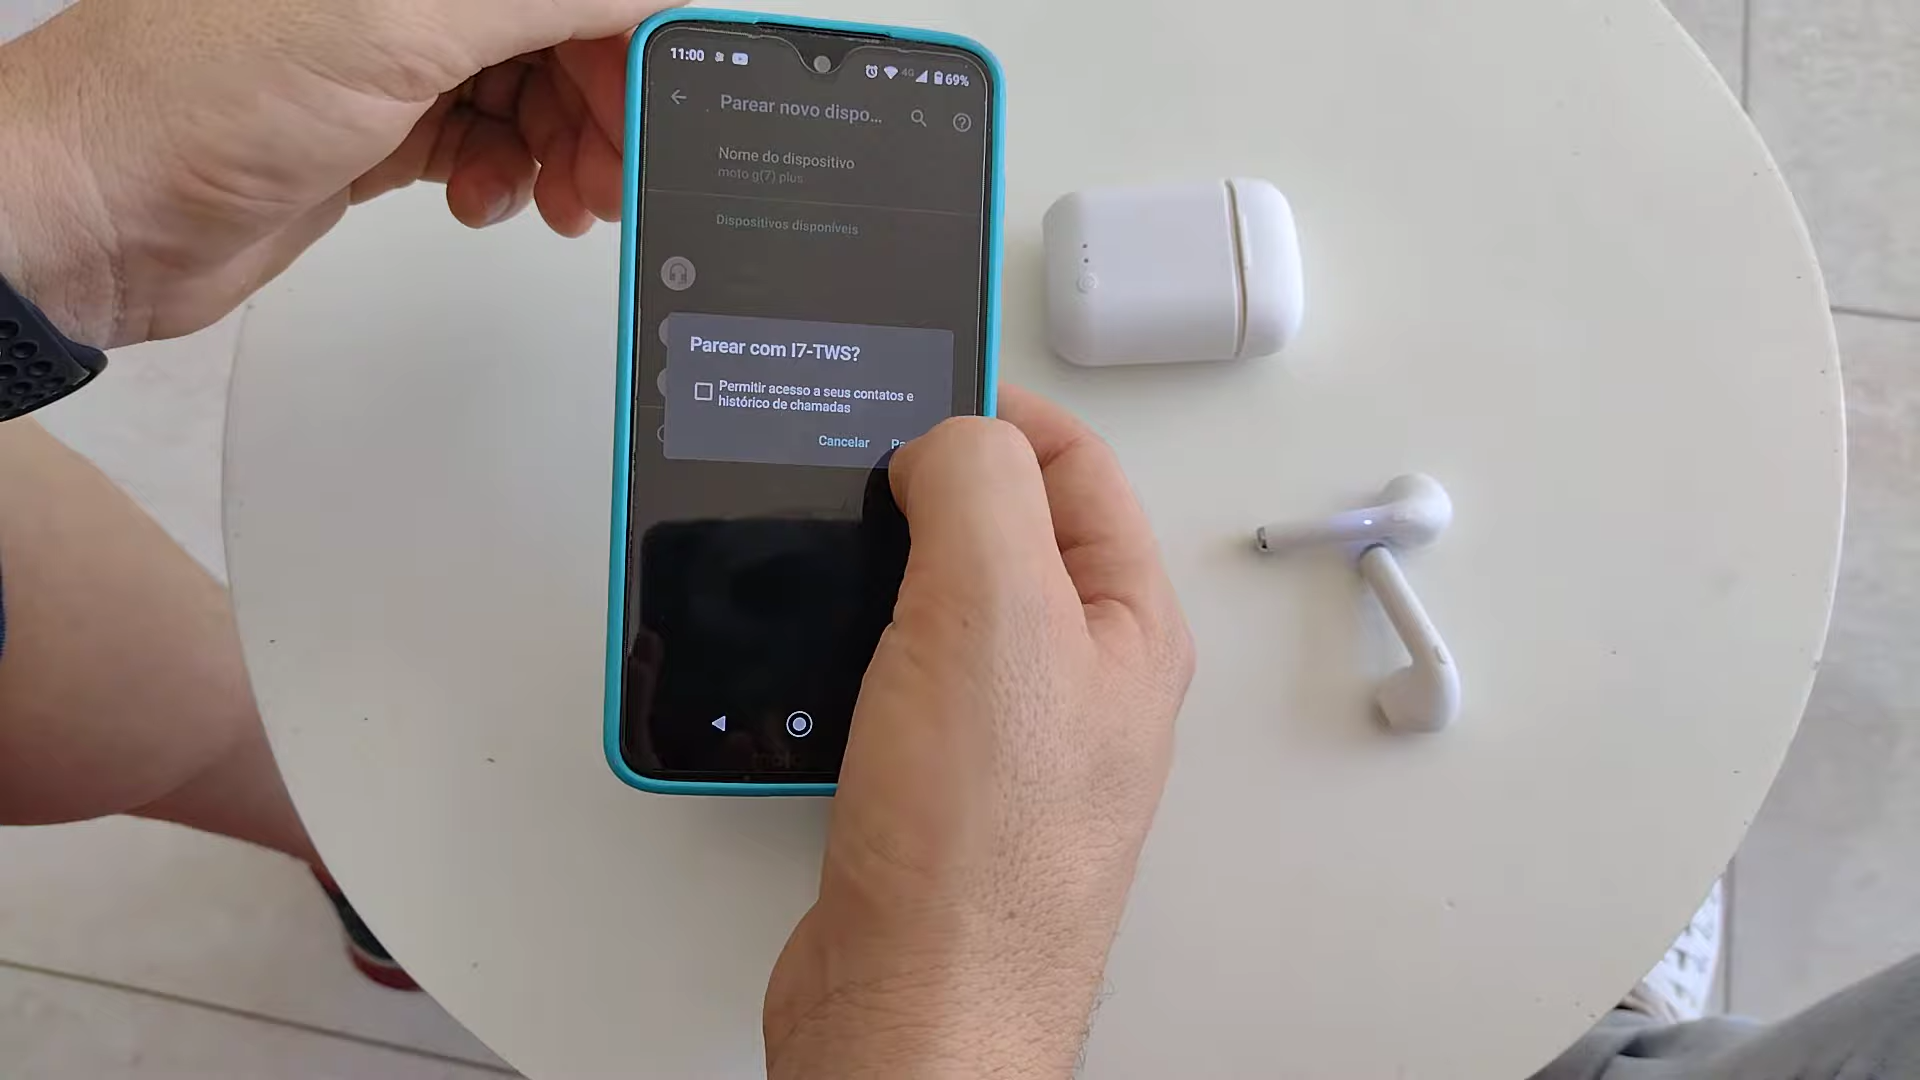 11:00
4G
69%
Parear novo dispo...
Nome do dispositivo
moto g(7) plus
Dispositivos disponíveis
Parear com I7-TWS?
Permitir acesso a seus contatos e
histórico de chamadas
Cancelar